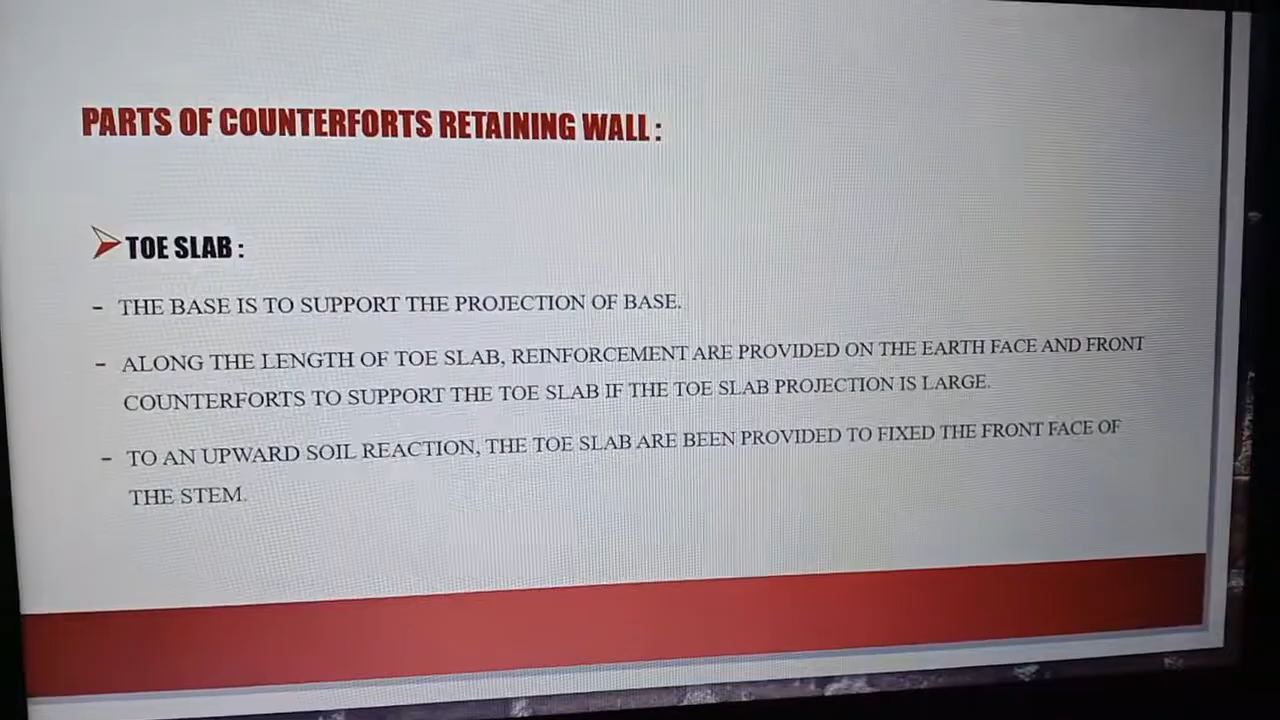 PARTS OF COUNTERFORTS RETAINING WALL :
TOE SLAB :
- THE BASE IS TO SUPPORT THE PROJECTION OF BASE.
- ALONG THE LENGTH OF TOE SLAB, REINFORCEMENT ARE PROVIDED ON THE EARTH FACE AND FRONT
COUNTERFORTS TO SUPPORT THE TOE SLAB IF THE TOE SLAB PROJECTION IS LARGE.
- TO AN UPWARD SOIL REACTION, THE TOE SLAB ARE BEEN PROVIDED TO FIXED THE FRONT FACE OF
THE STEM.